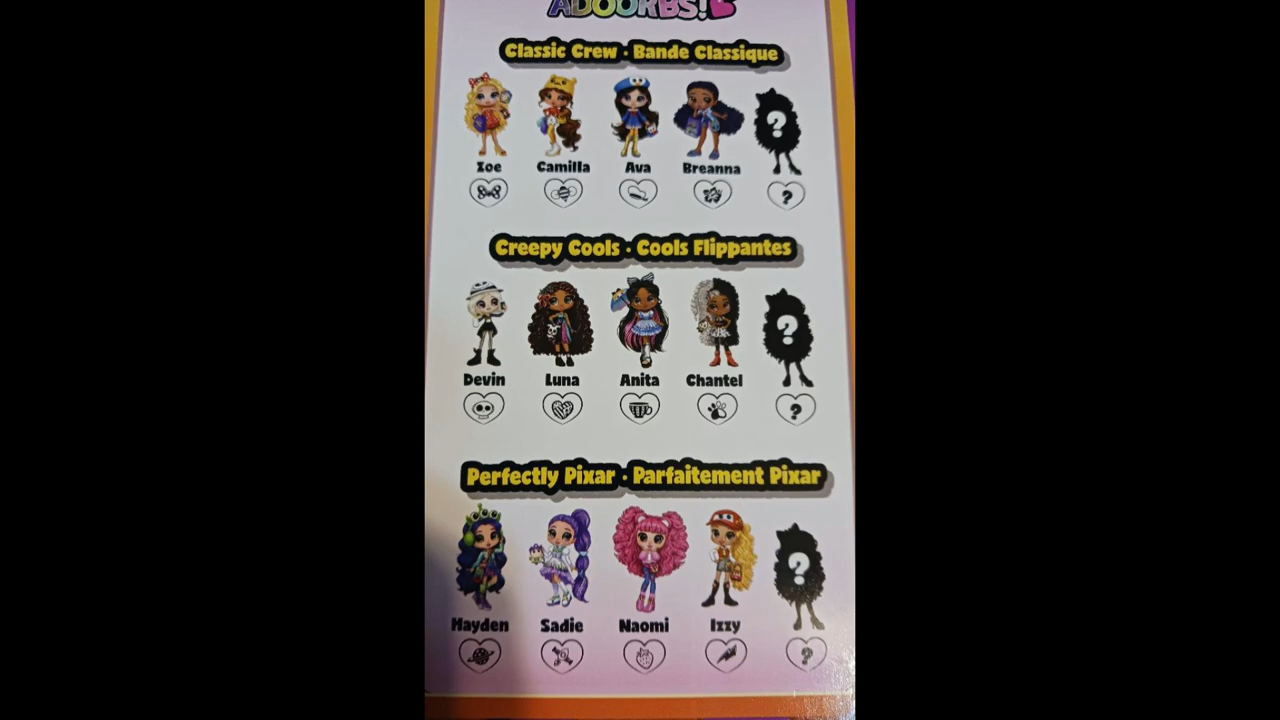 ADOORBS!
Classic Crew · Bande Classique
?
Zoe Camilla Ava Breanna
?
Creepy Cools · Cools Flippantes
?
Devin Luna Anita Chantel
?
Perfectly Pixar · Parfaitement Pixar
?
Hayden Sadie Naomi Izzy
?